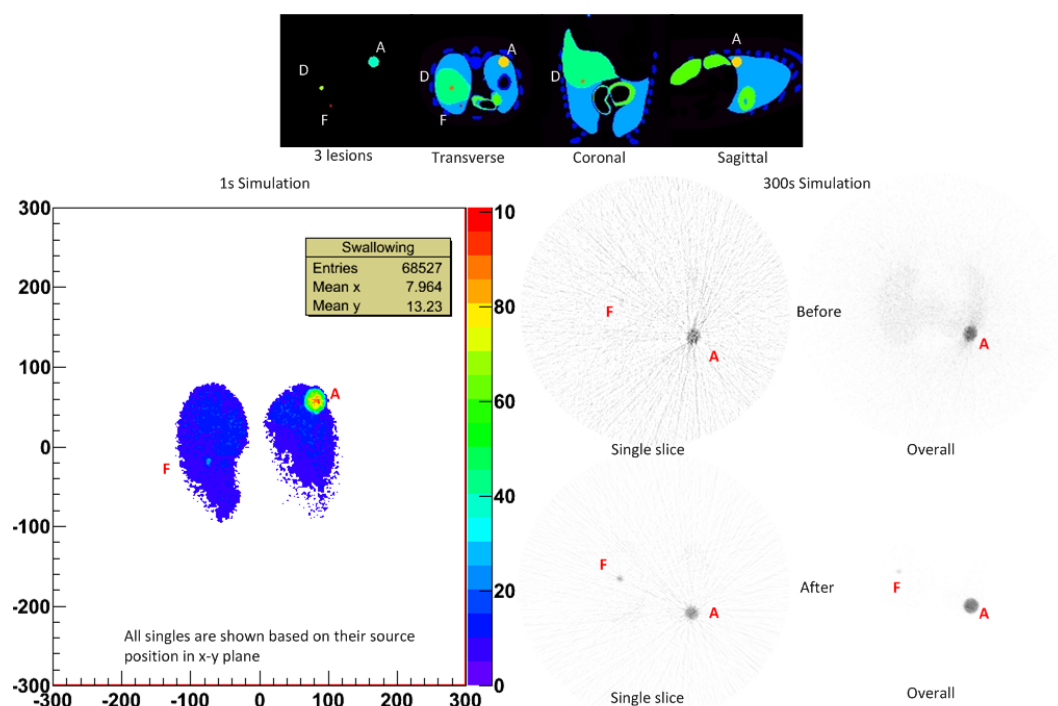 A
D
F
A
D
F
D
A
3 lesions
Transverse
Coronal
Sagittal
1s Simulation
300s Simulation
300
200
100
0
-100
-200
-300
-300
-200
-100
0
100
200
300
Swallowing
Entries 68527
Mean x 7.964
Mean y 13.23
A
F
All singles are shown based on their source
position in x-y plane
10
80
60
40
20
0
F
A
Single slice
Before
A
Overall
F
A
Single slice
After
F
A
Overall